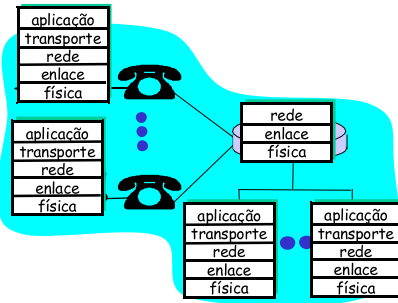 aplicação
transporte
rede
enlace
física
aplicação
transporte
rede
enlace
física
rede
enlace
física
aplicação
transporte
rede
enlace
física
aplicação
transporte
rede
enlace
física